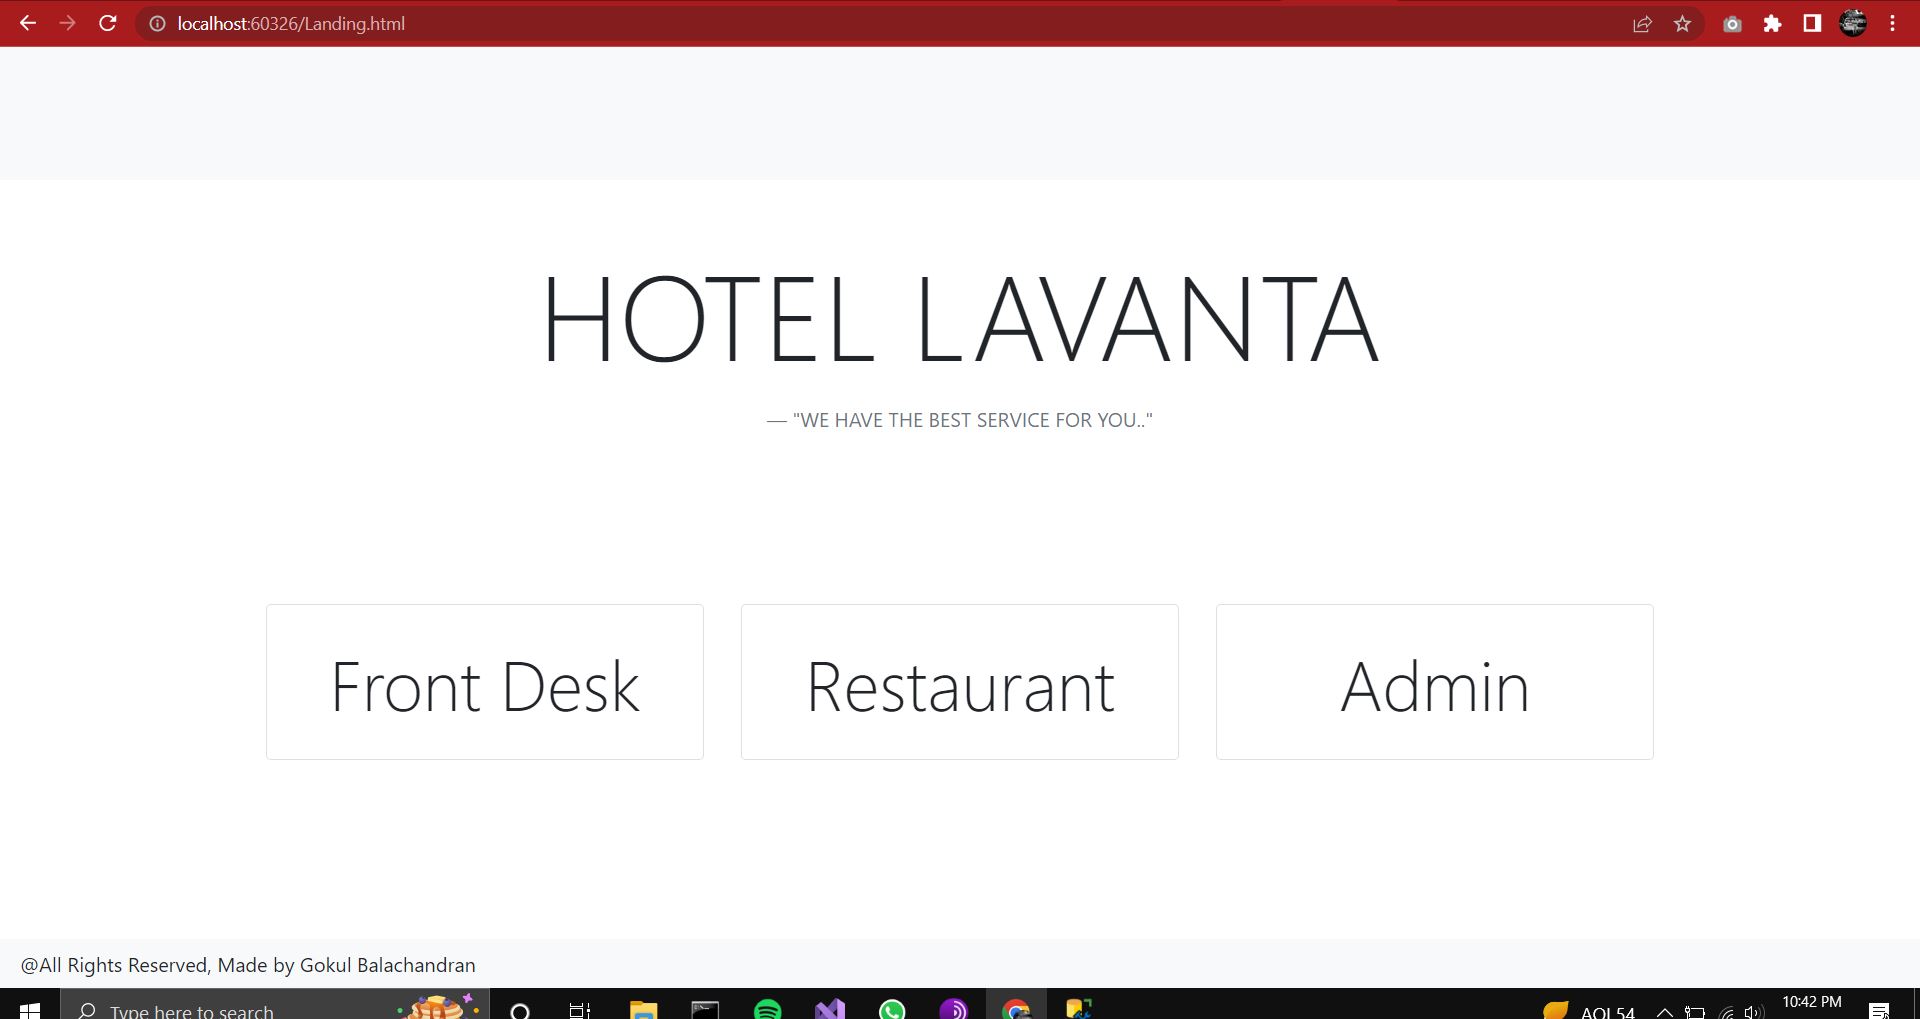 localhost:60326/Landing.html
HOTEL LAVANTA
— "WE HAVE THE BEST SERVICE FOR YOU.."
Front Desk
Restaurant
Admin
@All Rights Reserved, Made by Gokul Balachandran
Type here to search
AQI 54
10:42 PM